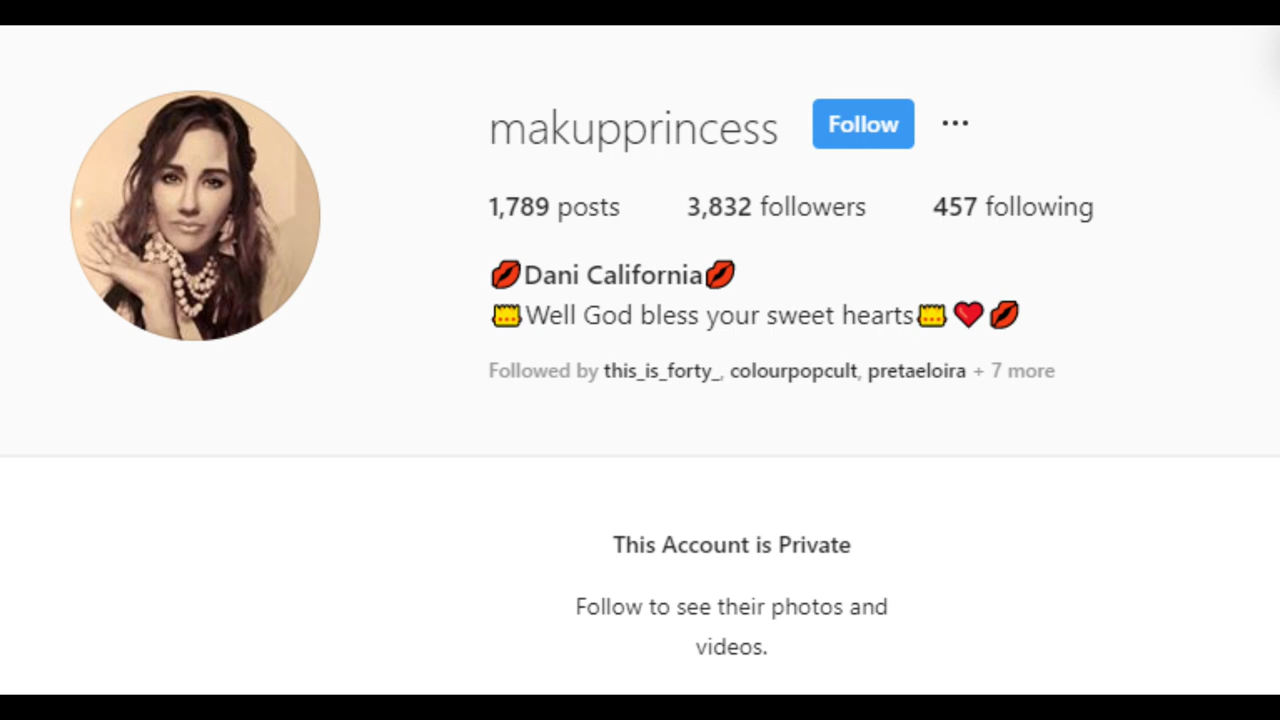 makupprincess Follow ...
1,789 posts 3,832 followers 457 following
💋Dani California💋
👑Well God bless your sweet hearts👑❤️💋
Followed by this_is_forty_, colourpopcult, pretaeloira + 7 more
This Account is Private
Follow to see their photos and
videos.